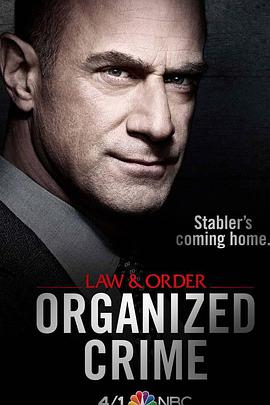 Stabler's
coming home.
LAW & ORDER
ORGANIZED
CRIME
4/1 NBC